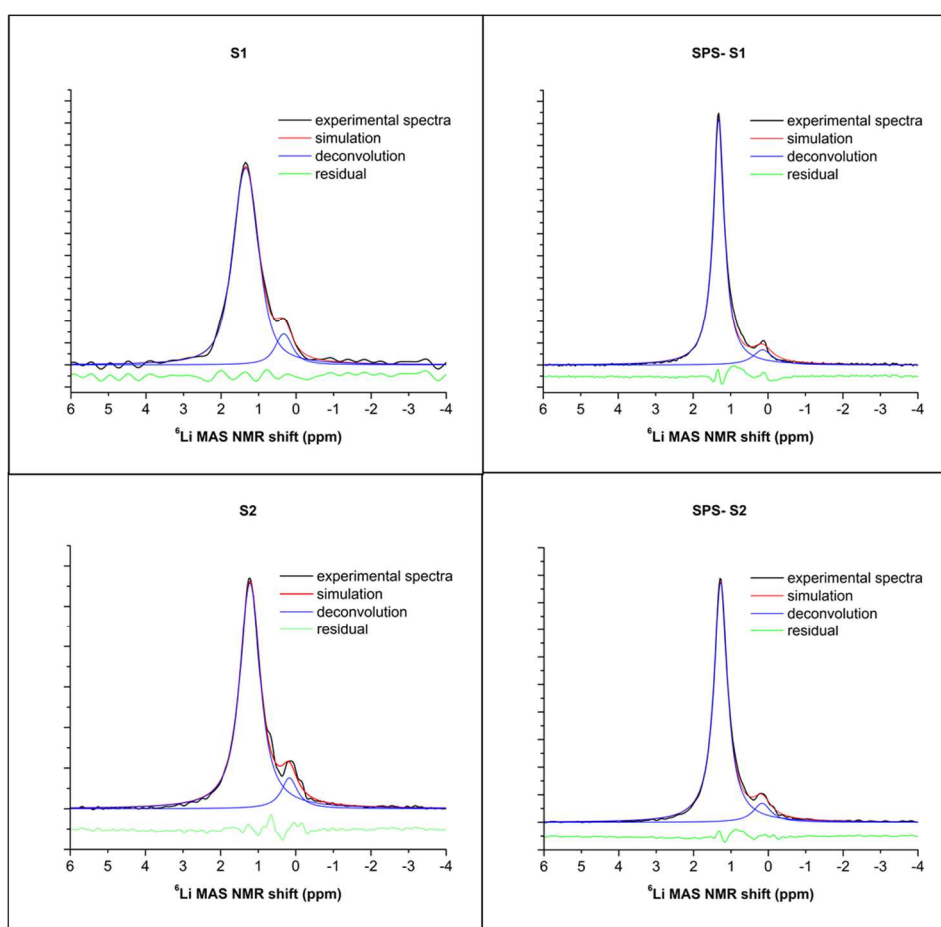 S1
experimental spectra
simulation
deconvolution
residual
6 5 4 3 2 1 0 -1 -2 -3 -4
⁶Li MAS NMR shift (ppm)
SPS- S1
experimental spectra
simulation
deconvolution
residual
6 5 4 3 2 1 0 -1 -2 -3 -4
⁶Li MAS NMR shift (ppm)
S2
experimental spectra
simulation
deconvolution
residual
6 5 4 3 2 1 0 -1 -2 -3 -4
⁶Li MAS NMR shift (ppm)
SPS- S2
experimental spectra
simulation
deconvolution
residual
6 5 4 3 2 1 0 -1 -2 -3 -4
⁶Li MAS NMR shift (ppm)